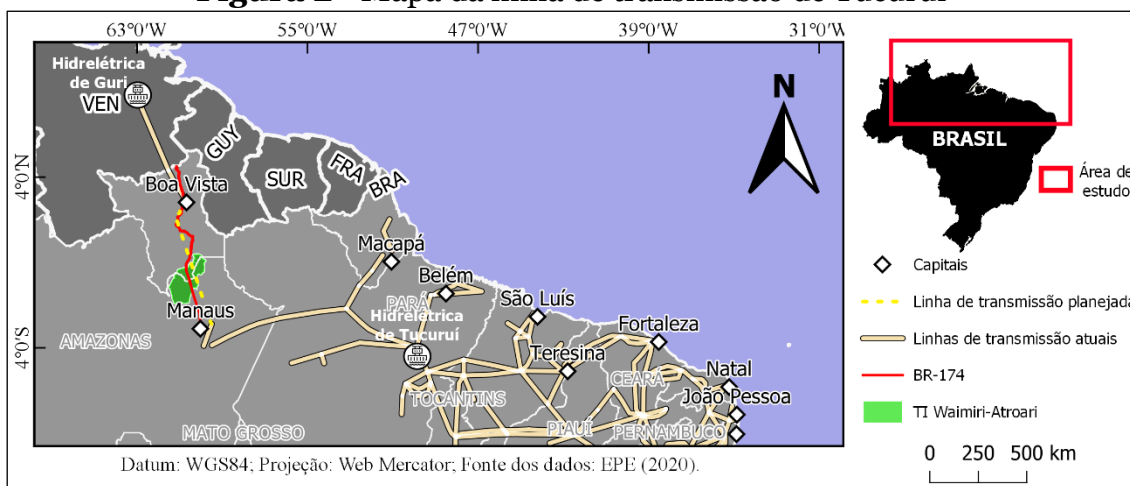 Figura 2 - Mapa da linha de transmissão de Tucuruí
63°0'W
55°0'W
47°0'W
39°0'W
31°0'W
4°0'N
4°0'S
Hidrelétrica
de Guri
VEN
GUY
SUR
FRA
BRA
Boa Vista
Macapá
Belém
PARÁ
São Luís
Manaus
Hidrelétrica
de Tucuruí
Fortaleza
AMAZONAS
Teresina
Natal
CEARÁ
João Pessoa
TOCANTINS
PIAUÍ
PERNAMBUCO
MATO GROSSO
N
BRASIL
Área de
estudo
Capitais
Linha de transmissão planejada
Linhas de transmissão atuais
BR-174
TI Waimiri-Atroari
0 250 500 km
Datum: WGS84; Projeção: Web Mercator; Fonte dos dados: EPE (2020).